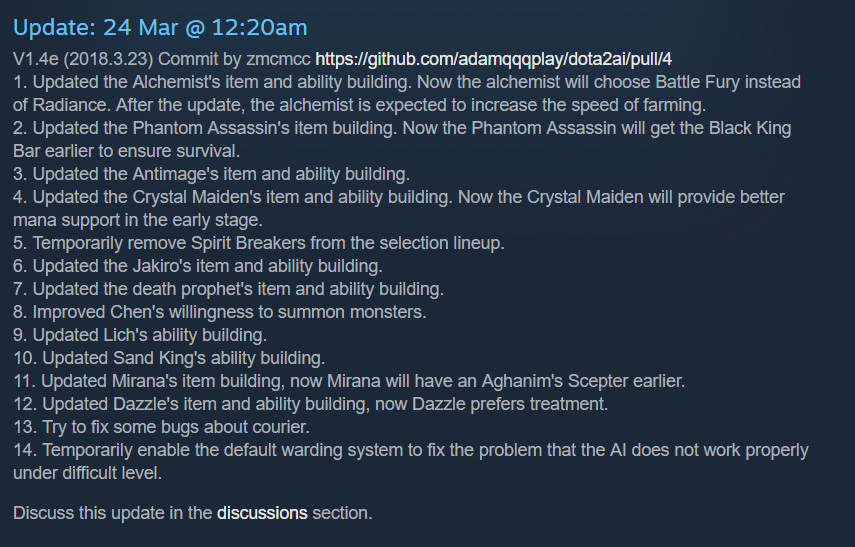 Update: 24 Mar @ 12:20am
V1.4e (2018.3.23) Commit by zmcmcc https://github.com/adamqqqplay/dota2ai/pull/4
1. Updated the Alchemist's item and ability building. Now the alchemist will choose Battle Fury instead
of Radiance. After the update, the alchemist is expected to increase the speed of farming.
2. Updated the Phantom Assassin's item building. Now the Phantom Assassin will get the Black King
Bar earlier to ensure survival.
3. Updated the Antimage's item and ability building.
4. Updated the Crystal Maiden's item and ability building. Now the Crystal Maiden will provide better
mana support in the early stage.
5. Temporarily remove Spirit Breakers from the selection lineup.
6. Updated the Jakiro's item and ability building.
7. Updated the death prophet's item and ability building.
8. Improved Chen's willingness to summon monsters.
9. Updated Lich's ability building.
10. Updated Sand King's ability building.
11. Updated Mirana's item building, now Mirana will have an Aghanim's Scepter earlier.
12. Updated Dazzle's item and ability building, now Dazzle prefers treatment.
13. Try to fix some bugs about courier.
14. Temporarily enable the default warding system to fix the problem that the AI does not work properly
under difficult level.
Discuss this update in the discussions section.